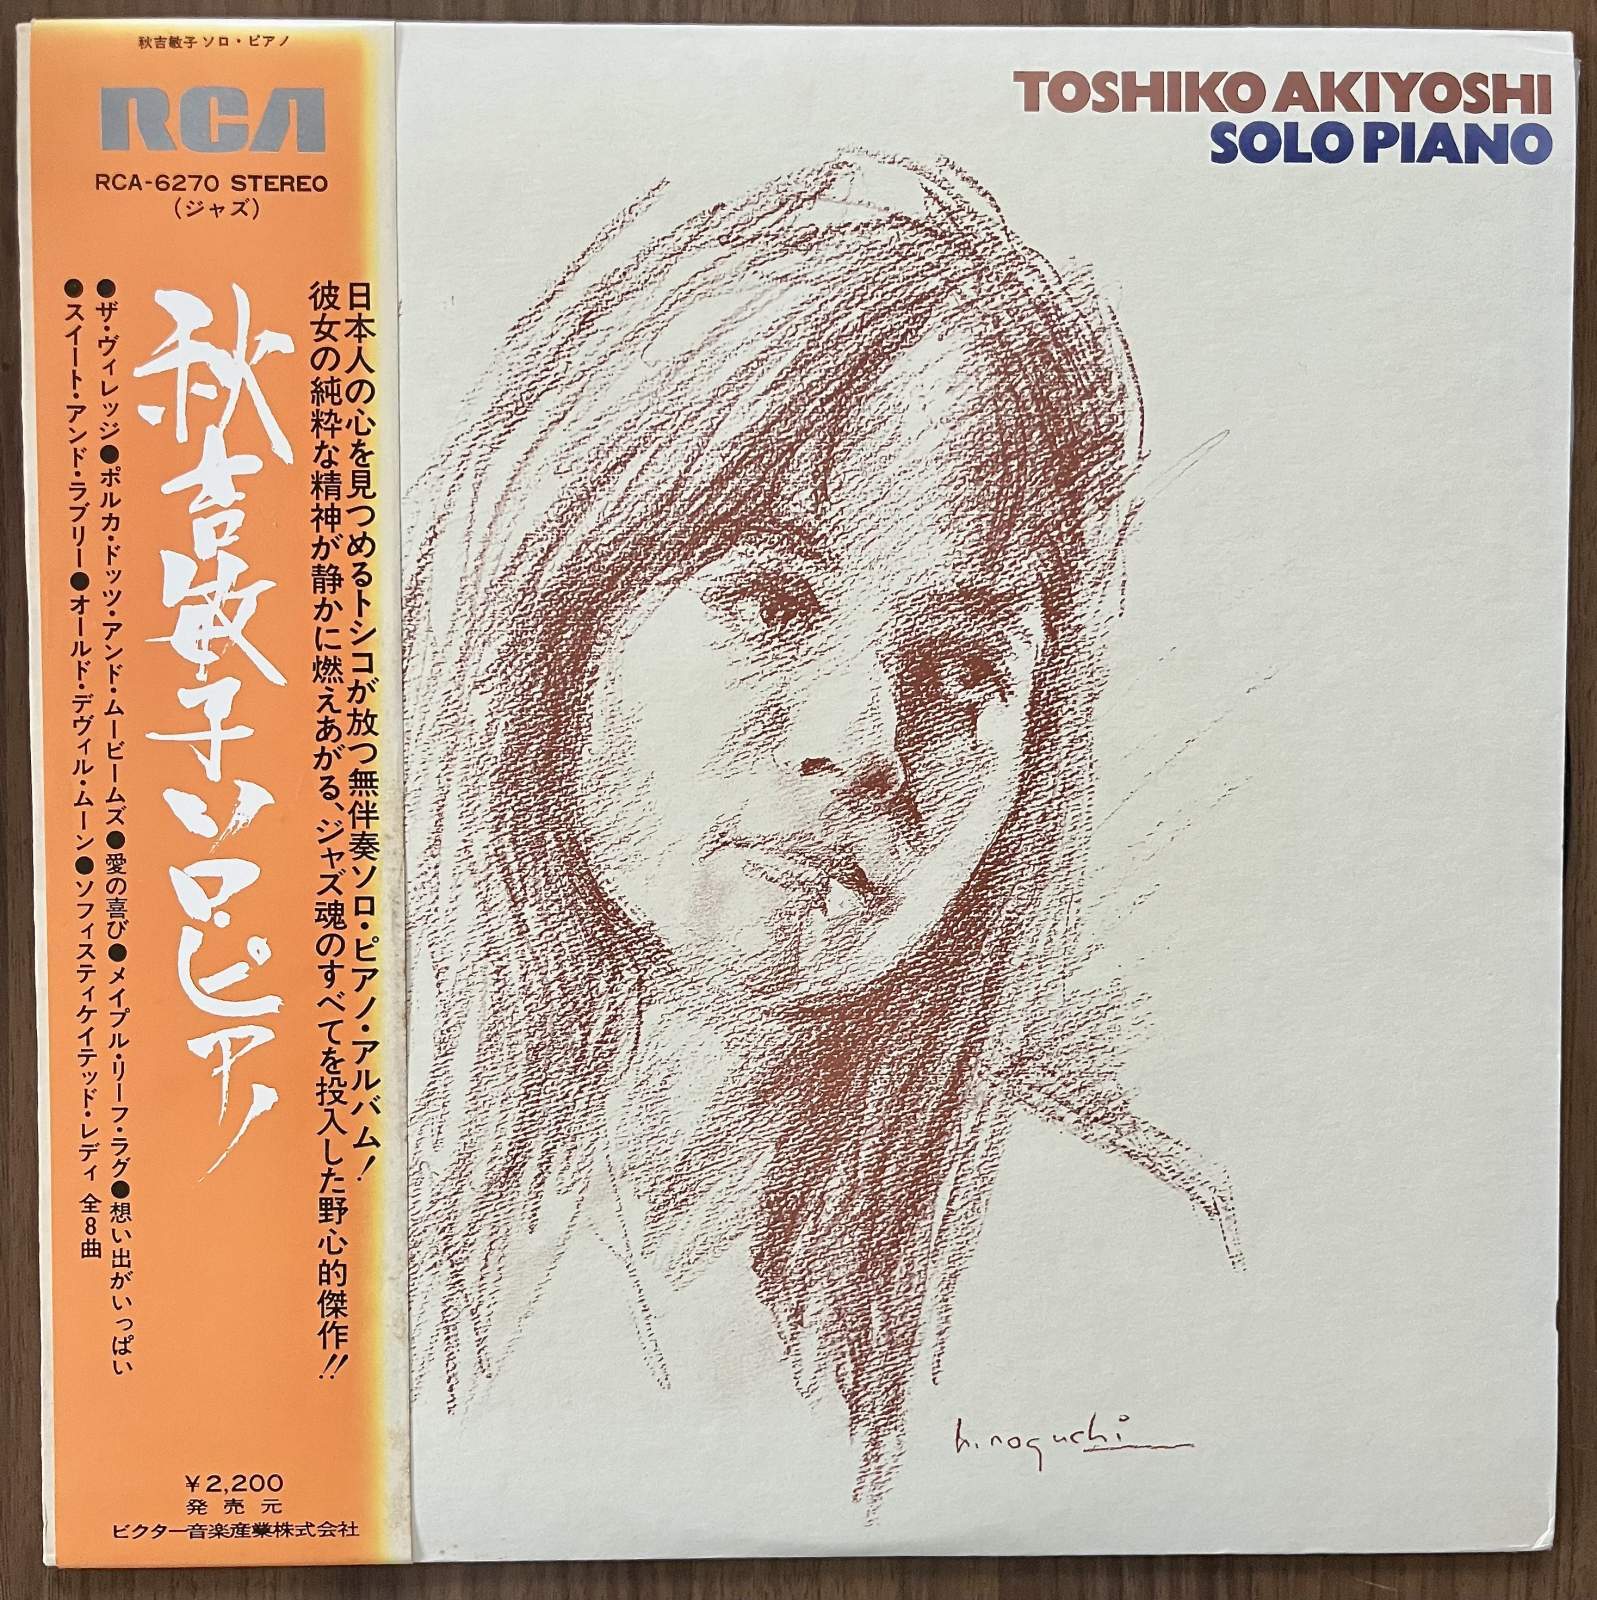 秋吉敏子 ソロ・ピアノ
RCA
RCA-6270 STEREO
(ジャズ)
日本人の心を見つめるトシコが放つ無伴奏ソロ・ピアノ・アルバム!
彼女の純粋な精神が静かに燃えあがる、ジャズ魂のすべてを投入した野心的傑作!!
秋吉敏子ソロ・ピアノ
●ザ・ヴィレッジ●ポルカ・ドッツ・アンド・ムービームズ●愛の喜び●メイプル・リーフ・ラグ●想い出がいっぱい
●スイート・アンド・ラブリー●オールド・デヴィル・ムーン●ソフィスティケイテッド・レディ 全8曲
¥2,200
発売元
ビクター音楽産業株式会社
TOSHIKO AKIYOSHI
SOLO PIANO
h.noguchi